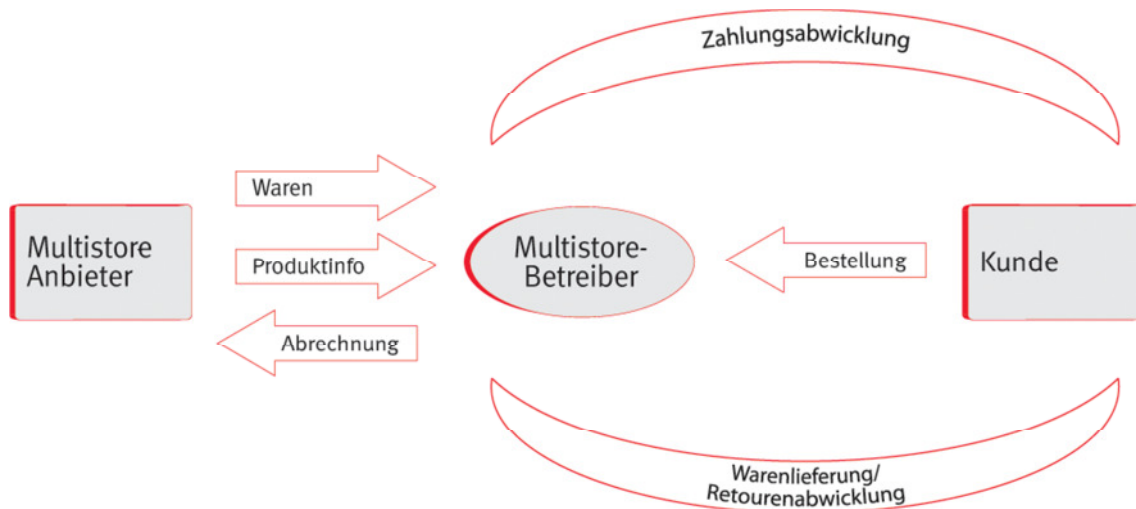 Zahlungsabwicklung
Waren
Multistore
Anbieter
Produktinfo
Multistore-
Betreiber
Bestellung
Kunde
Abrechnung
Warenlieferung/
Retourenabwicklung